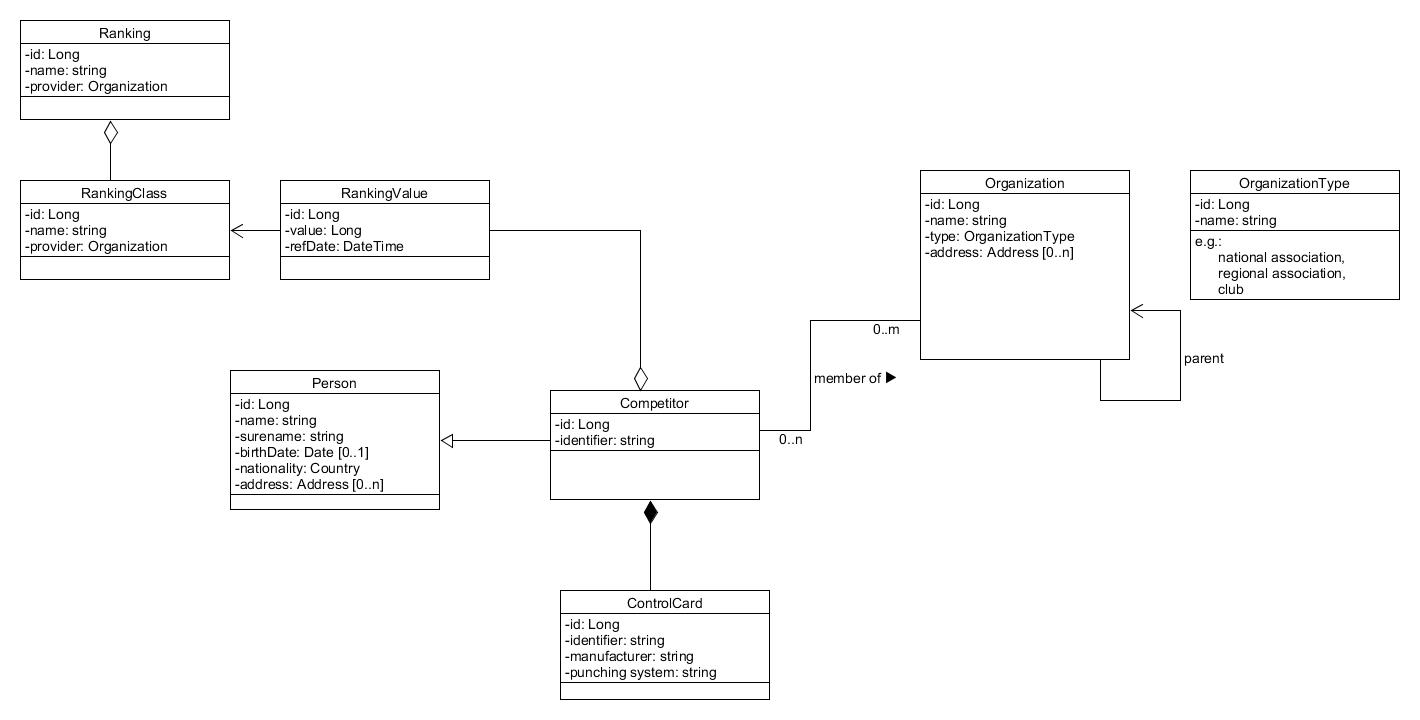 Ranking
-id: Long
-name: string
-provider: Organization
RankingClass
-id: Long
-name: string
-provider: Organization
RankingValue
-id: Long
-value: Long
-refDate: DateTime
Organization
-id: Long
-name: string
-type: OrganizationType
-address: Address [0..n]
OrganizationType
-id: Long
-name: string
e.g.:
national association,
regional association,
club
0..m
parent
member of ▶
Person
-id: Long
-name: string
-surename: string
-birthDate: Date [0..1]
-nationality: Country
-address: Address [0..n]
Competitor
-id: Long
-identifier: string
0..n
ControlCard
-id: Long
-identifier: string
-manufacturer: string
-punching system: string